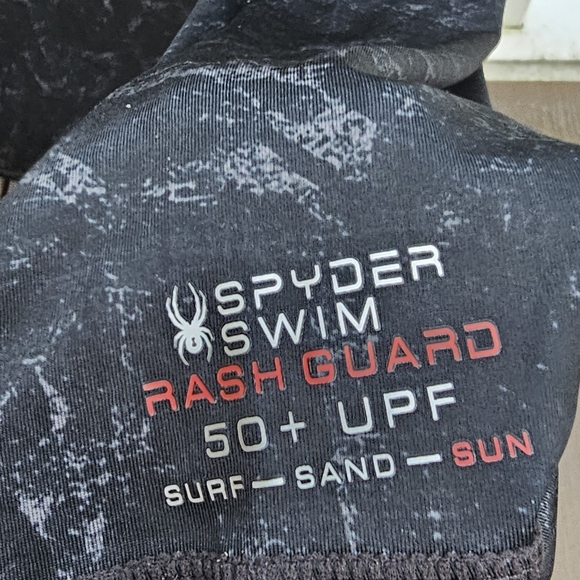 SPYDER
SWIM
RASH GUARD
50+ UPF
SURF — SAND — SUN